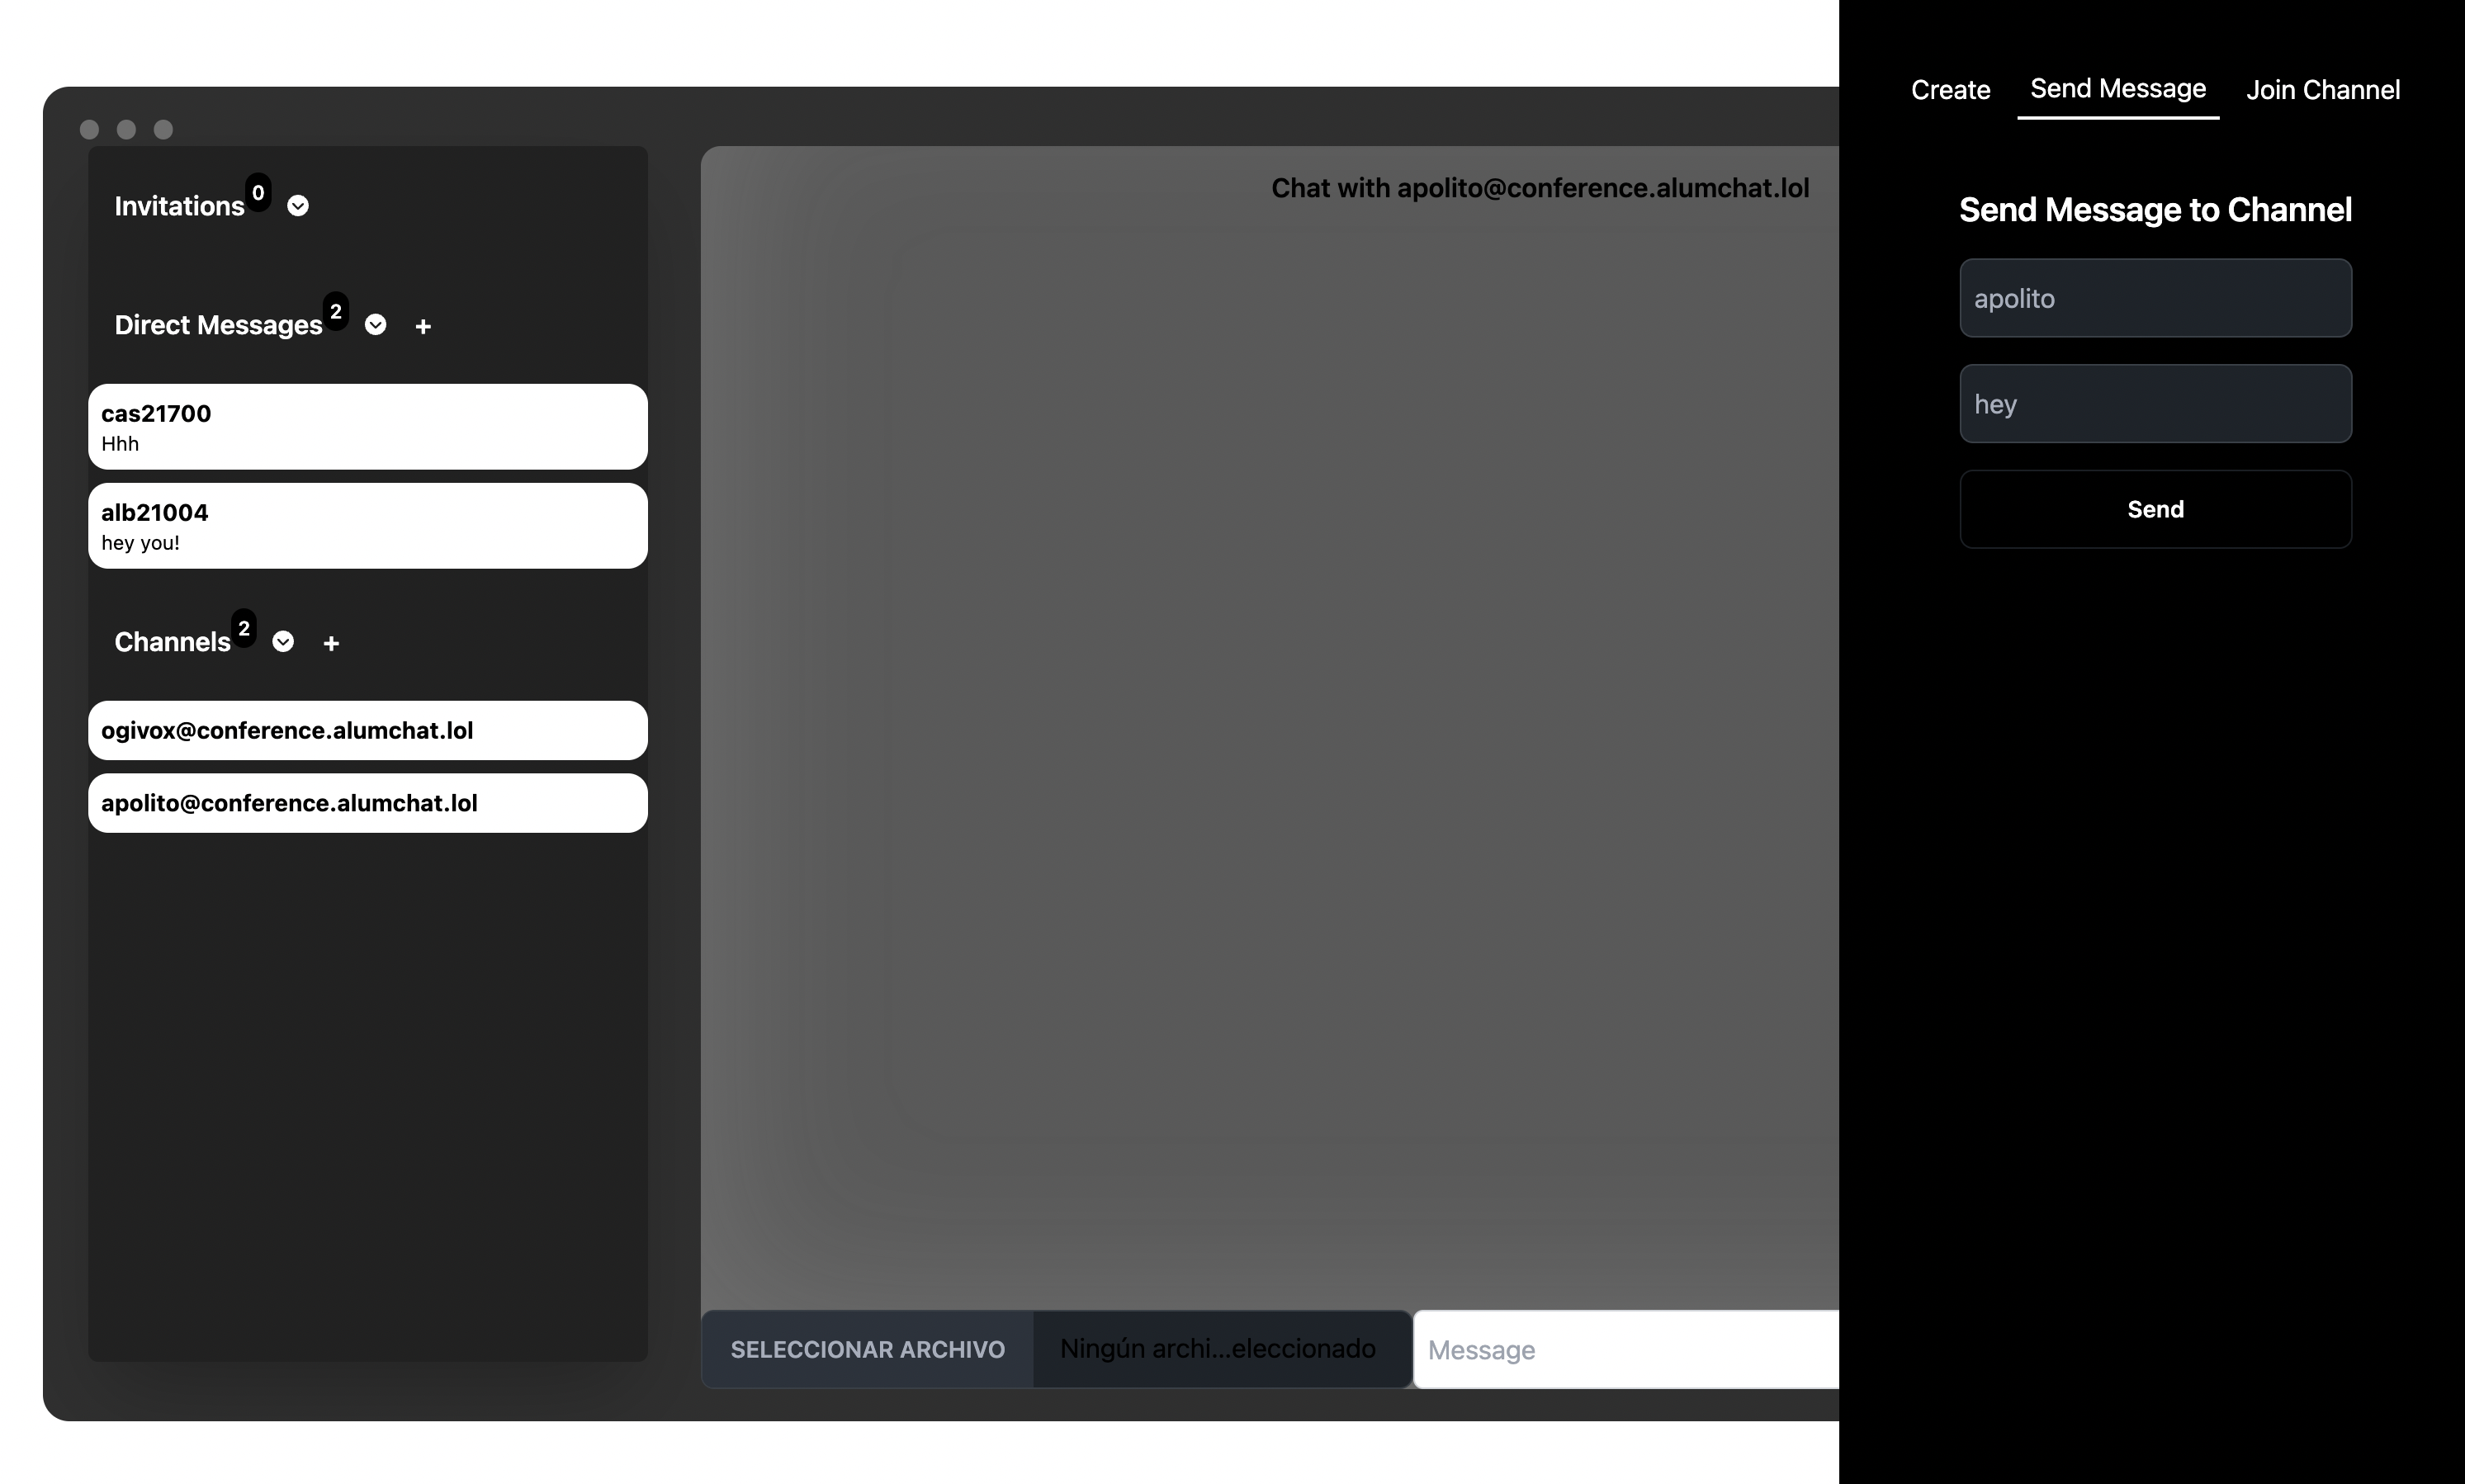 Invitations 0
Direct Messages 2 +
cas21700
Hhh
alb21004
hey you!
Channels 2 +
ogivox@conference.alumchat.lol
apolito@conference.alumchat.lol
Chat with apolito@conference.alumchat.lol
SELECCIONAR ARCHIVO Ningún archi...eleccionado Message
Create Send Message Join Channel
Send Message to Channel
apolito
hey
Send